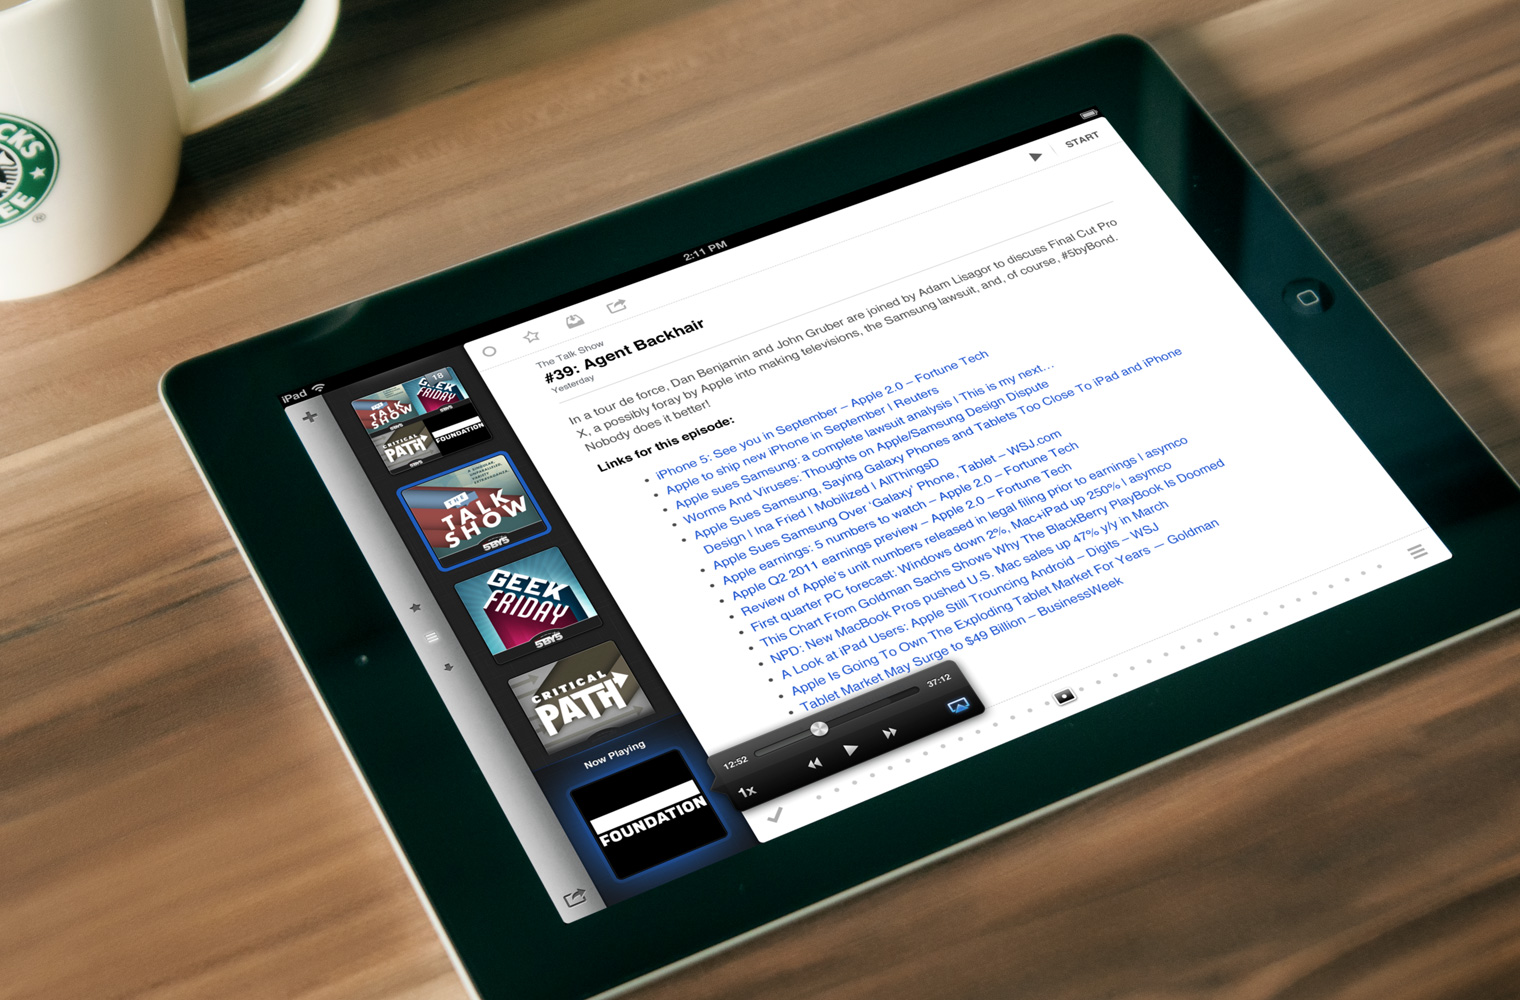 CKS
EE
®
iPad
2:11 PM
START
18
TALK
SHOW
GEEK
FRIDAY
CRITICAL
PATH
FOUNDATION
THE
TALK
SHOW
5BY5
GEEK
FRIDAY
5BY5
CRITICAL
PATH
Now Playing
FOUNDATION
The Talk Show
#39: Agent Backhair
Yesterday
In a tour de force, Dan Benjamin and John Gruber are joined by Adam Lisagor to discuss Final Cut Pro
X, a possibly foray by Apple into making televisions, the Samsung lawsuit, and, of course, #5byBond.
Nobody does it better!
Links for this episode:
• iPhone 5: See you in September – Apple 2.0 – Fortune Tech
• Apple to ship new iPhone in September | Reuters
• Apple sues Samsung: a complete lawsuit analysis | This is my next…
• Worms And Viruses: Thoughts on Apple/Samsung Design Dispute
• Apple Sues Samsung, Saying Galaxy Phones and Tablets Too Close To iPad and iPhone
Design | Ina Fried | Mobilized | AllThingsD
• Apple Sues Samsung Over ‘Galaxy’ Phone, Tablet – WSJ.com
• Apple earnings: 5 numbers to watch – Apple 2.0 – Fortune Tech
• Apple Q2 2011 earnings preview – Apple 2.0 – Fortune Tech
• Review of Apple’s unit numbers released in legal filing prior to earnings | asymco
• First quarter PC forecast: Windows down 2%, Mac+iPad up 250% | asymco
• This Chart From Goldman Sachs Shows Why The BlackBerry PlayBook Is Doomed
• NPD: New MacBook Pros pushed U.S. Mac sales up 47% y/y in March
• A Look at iPad Users: Apple Still Trouncing Android – Digits – WSJ
• Apple Is Going To Own The Exploding Tablet Market For Years — Goldman
• Tablet Market May Surge to $49 Billion – BusinessWeek
12:52
37:12
1x